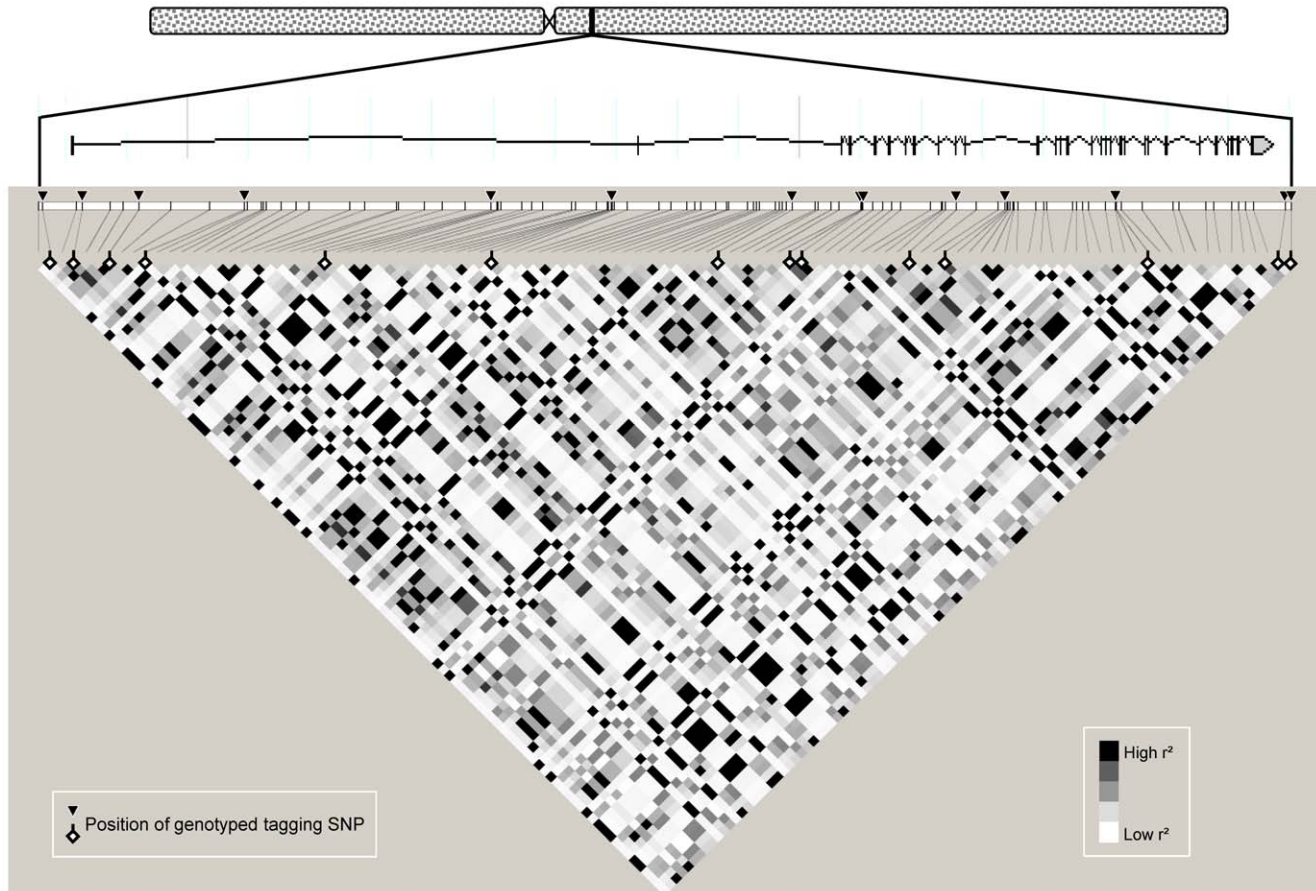 High r²
Position of genotyped tagging SNP
Low r²